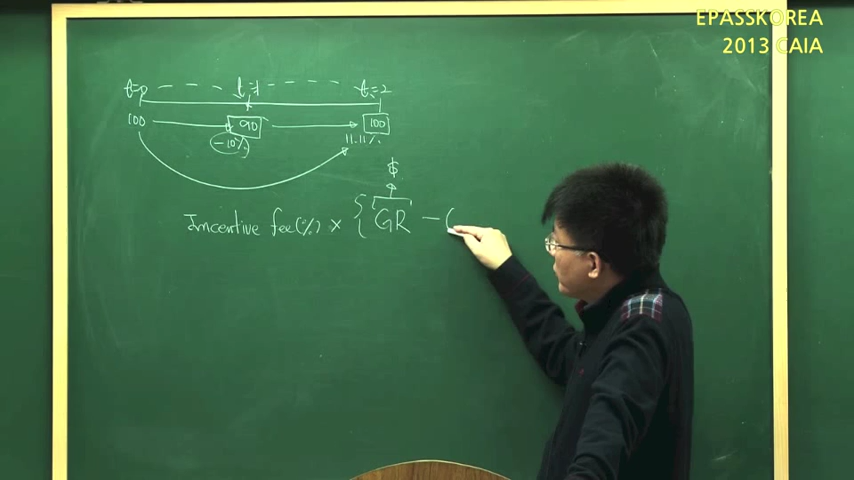 EPASSKOREA
2013 CAIA
t=0 t=1 t=2
100 90 100
-10% 11.11%
$
Incentive fee(%) × { GR - (